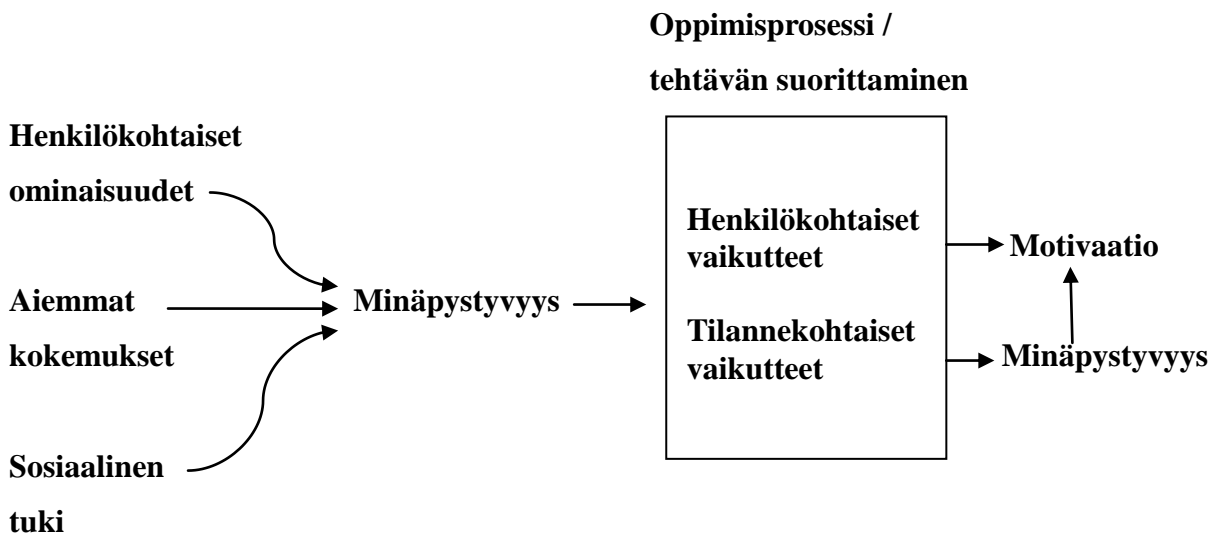 Oppimisprosessi /
tehtävän suorittaminen
Henkilökohtaiset
ominaisuudet
Aiemmat
kokemukset
Sosiaalinen
tuki
Minäpystyvyys
Henkilökohtaiset
vaikutteet
Tilannekohtaiset
vaikutteet
Motivaatio
Minäpystyvyys